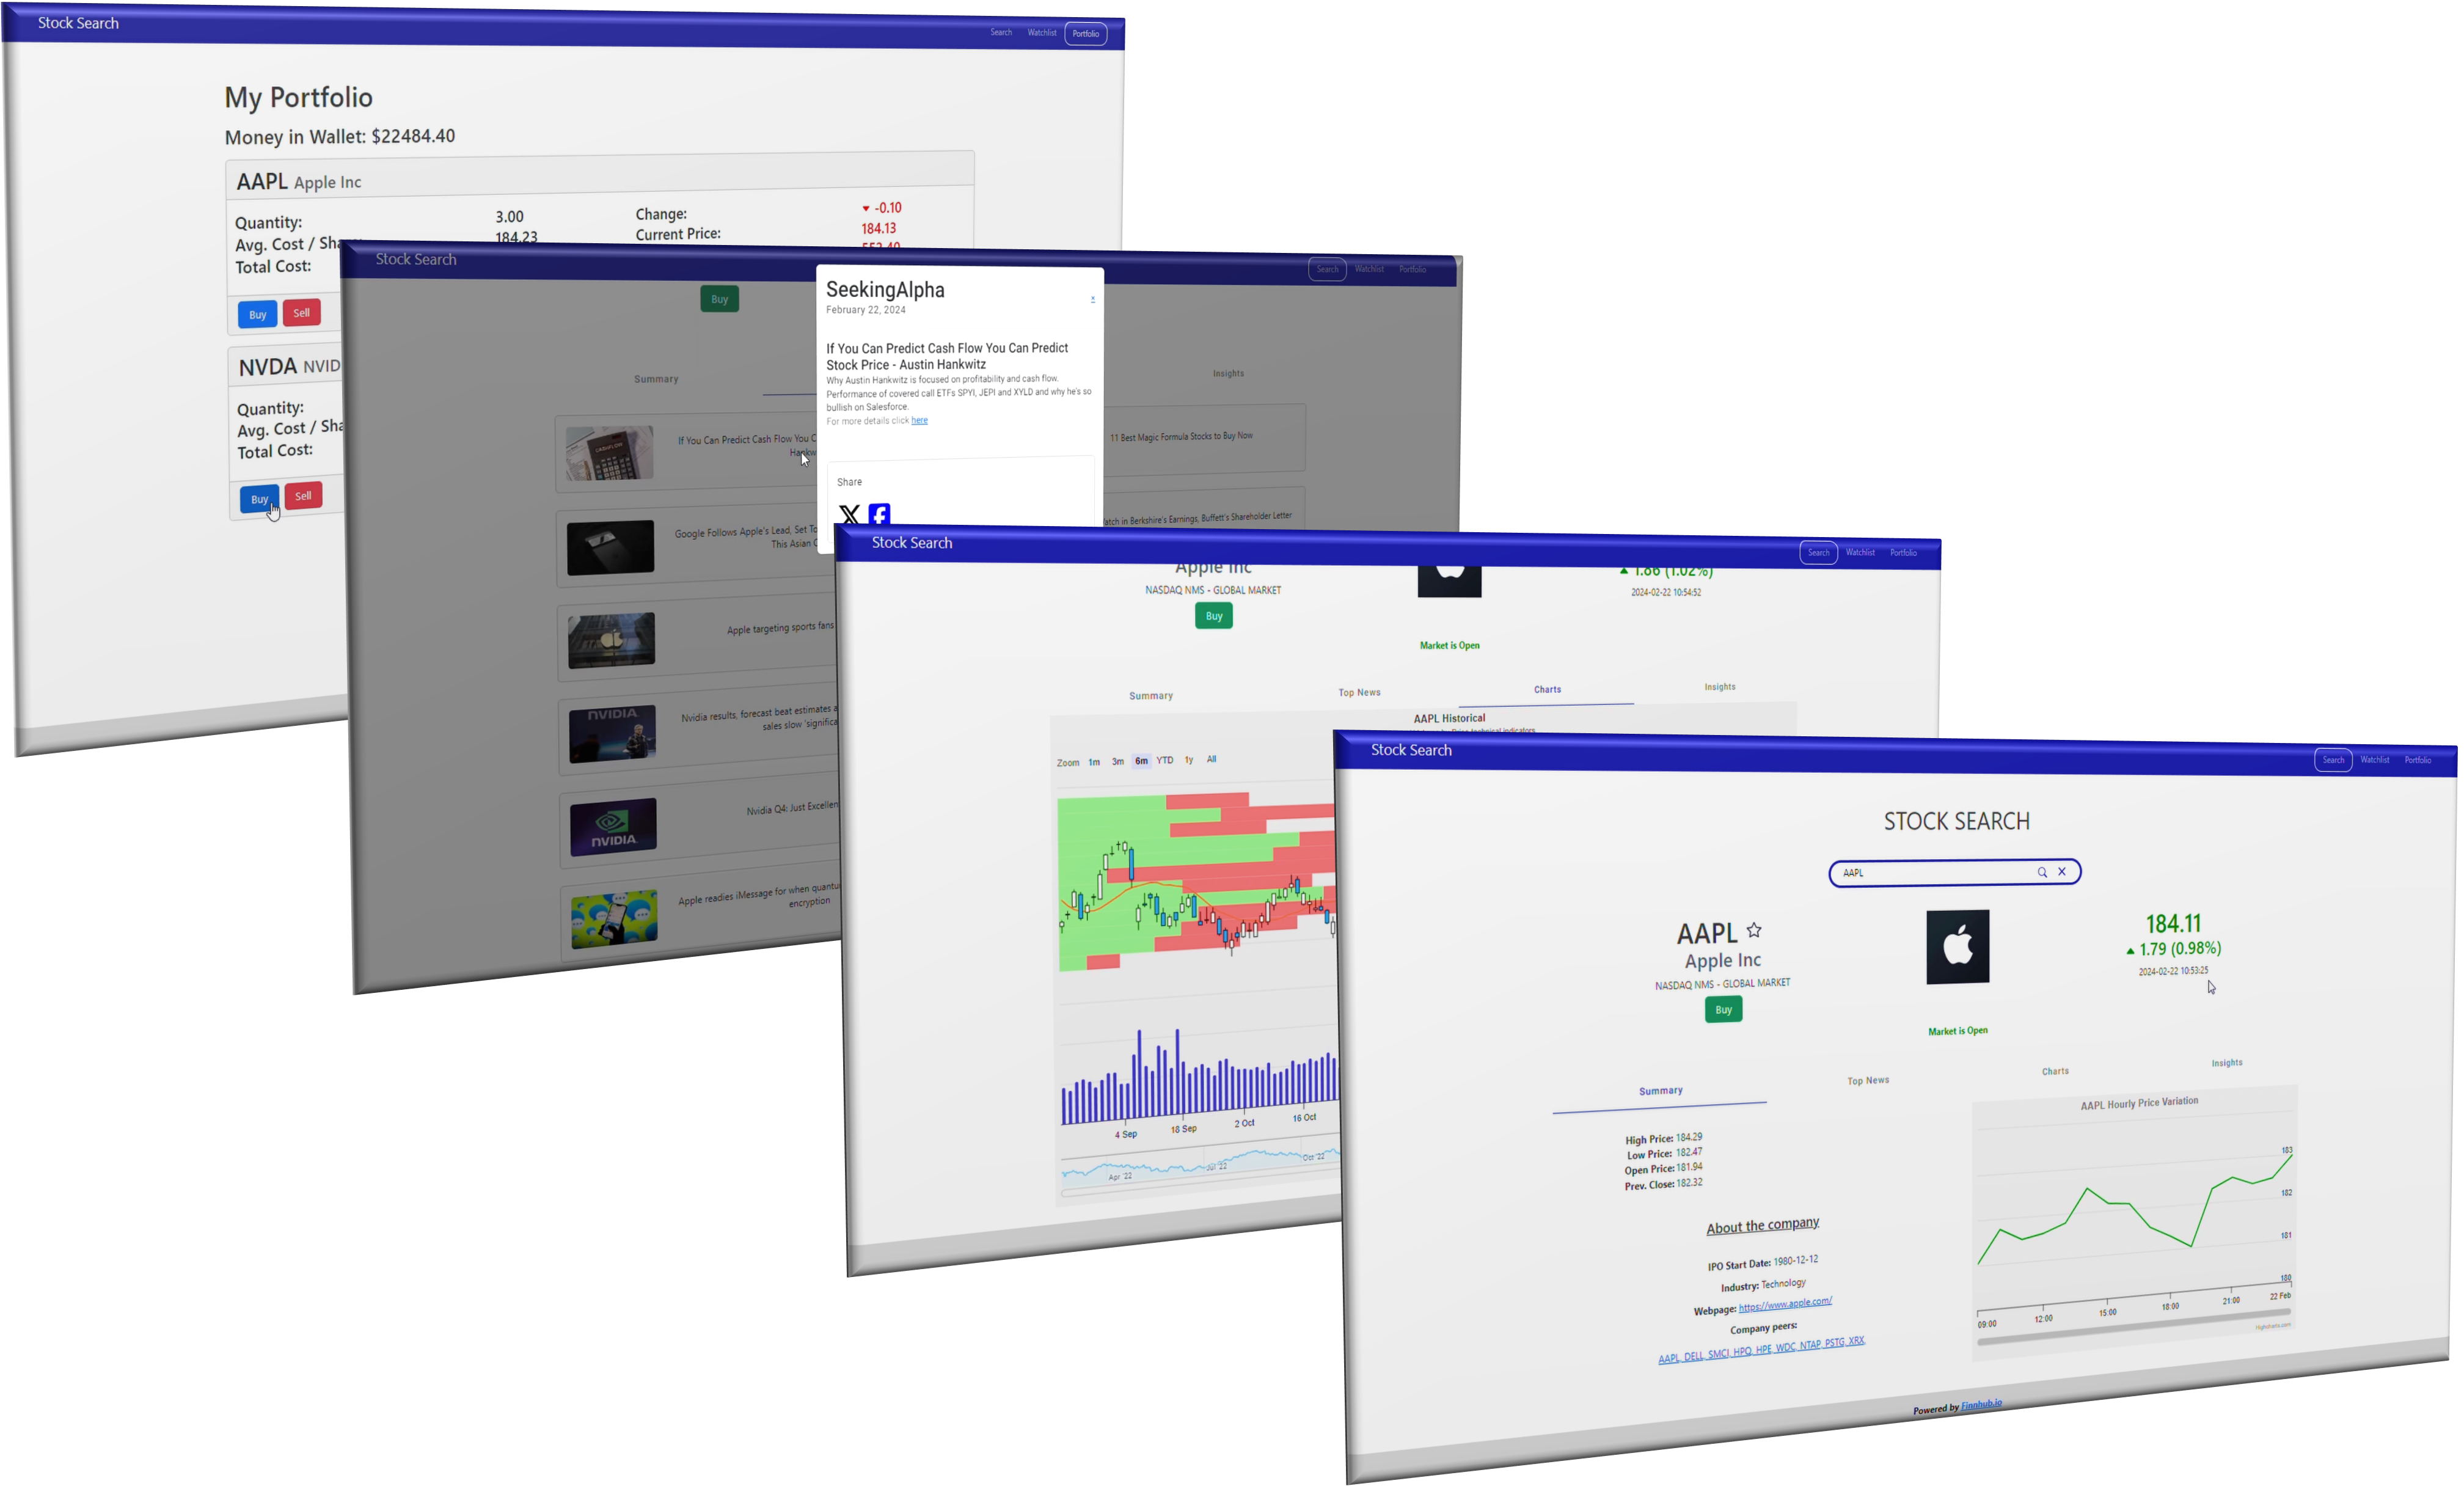 Stock Search
Search Watchlist Portfolio
My Portfolio
Money in Wallet: $22484.40
AAPL Apple Inc
Quantity: 3.00 Change: -0.10
Avg. Cost / Sha 184.23 Current Price: 184.13
Total Cost:
Buy Sell
NVDA NVID
Quantity:
Avg. Cost / Sha
Total Cost:
Buy Sell
Stock Search
Search Watchlist Portfolio
Buy
Summary Insights
SeekingAlpha
February 22, 2024
If You Can Predict Cash Flow You Can Predict
Stock Price - Austin Hankwitz
Why Austin Hankwitz is focused on profitability and cash flow.
Performance of covered call ETFs SPYI, JEPI and XYLD and why he's so
bullish on Salesforce.
For more details click here
Share
If You Can Predict Cash Flow You C
Hankw
11 Best Magic Formula Stocks to Buy Now
Google Follows Apple's Lead, Set To
This Asian
atch in Berkshire's Earnings, Buffett's Shareholder Letter
Apple targeting sports fans
NVIDIA
Nvidia results, forecast beat estimates a
sales slow 'significa
NVIDIA
Nvidia Q4: Just Excellen
Apple readies iMessage for when quantu
encryption
Stock Search
Search Watchlist Portfolio
Apple Inc
NASDAQ NMS - GLOBAL MARKET
Buy
1.86 (1.02%)
2024-02-22 10:54:52
Market is Open
Summary Top News Charts Insights
AAPL Historical
Zoom 1m 3m 6m YTD 1y All
4 Sep 18 Sep 2 Oct 16 Oct
Apr '22 Jul '22 Oct '22
Stock Search
Search Watchlist Portfolio
STOCK SEARCH
AAPL
AAPL
Apple Inc
NASDAQ NMS - GLOBAL MARKET
Buy
184.11
1.79 (0.98%)
2024-02-22 10:53:25
Market is Open
Summary Top News Charts Insights
High Price: 184.29
Low Price: 182.47
Open Price: 181.94
Prev. Close: 182.32
About the company
IPO Start Date: 1980-12-12
Industry: Technology
Webpage: https://www.apple.com/
Company peers:
AAPL, DELL, SMCI, HPQ, HPE, WDC, NTAP, PSTG, XRX,
AAPL Hourly Price Variation
183
182
181
180
09:00 12:00 15:00 18:00 21:00 22 Feb
Highcharts.com
Powered by Finnhub.io